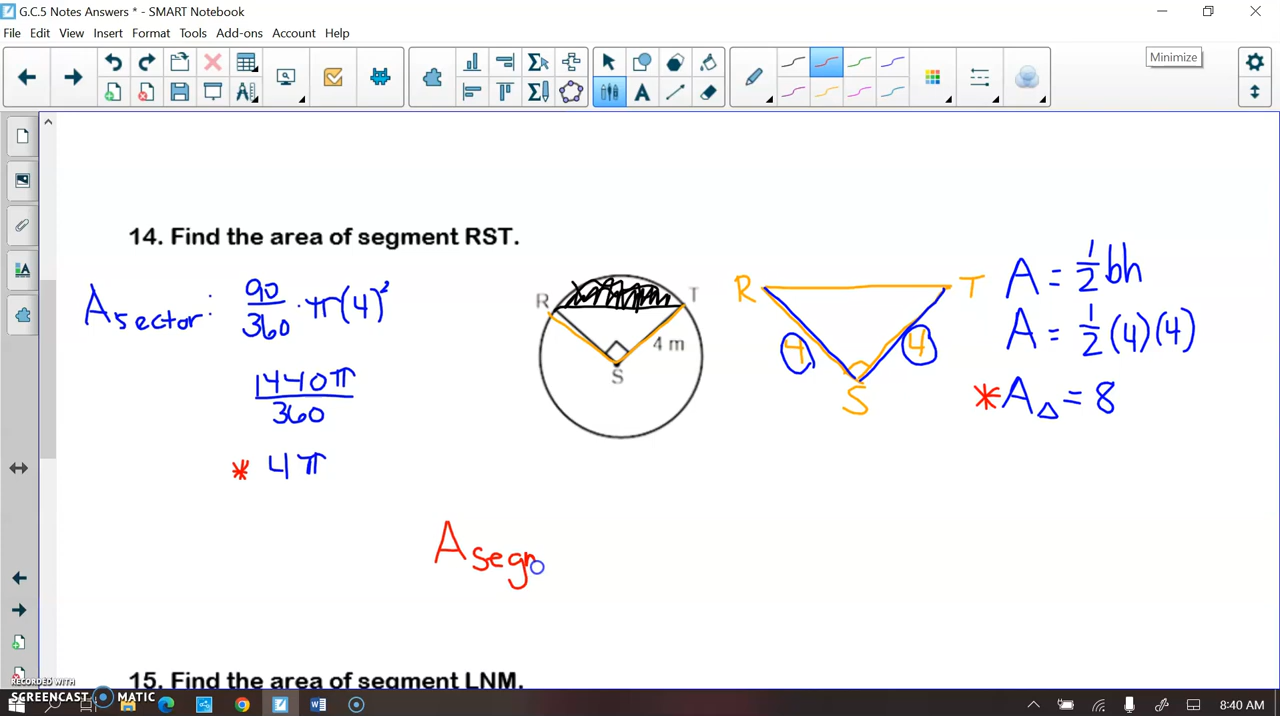 G.C.5 Notes Answers * - SMART Notebook
File Edit View Insert Format Tools Add-ons Account Help
Minimize
14. Find the area of segment RST.
A sector: 90/360 · π(4)²
1440π/360
* 4π
R
T
4 m
S
R
T
4
4
S
A = 1/2 bh
A = 1/2 (4)(4)
* A△ = 8
A segm
15. Find the area of segment LNM.
SCREENCAST MATIC
8:40 AM